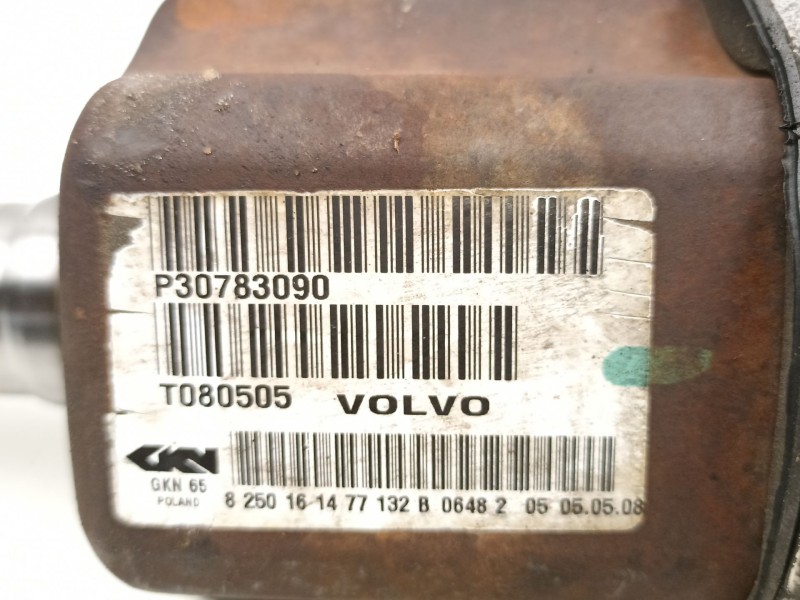 P30783090
T080505 VOLVO
GKN
GKN 65
POLAND
8 250 16 14 77 132 B 0648 2 05 05.05.08